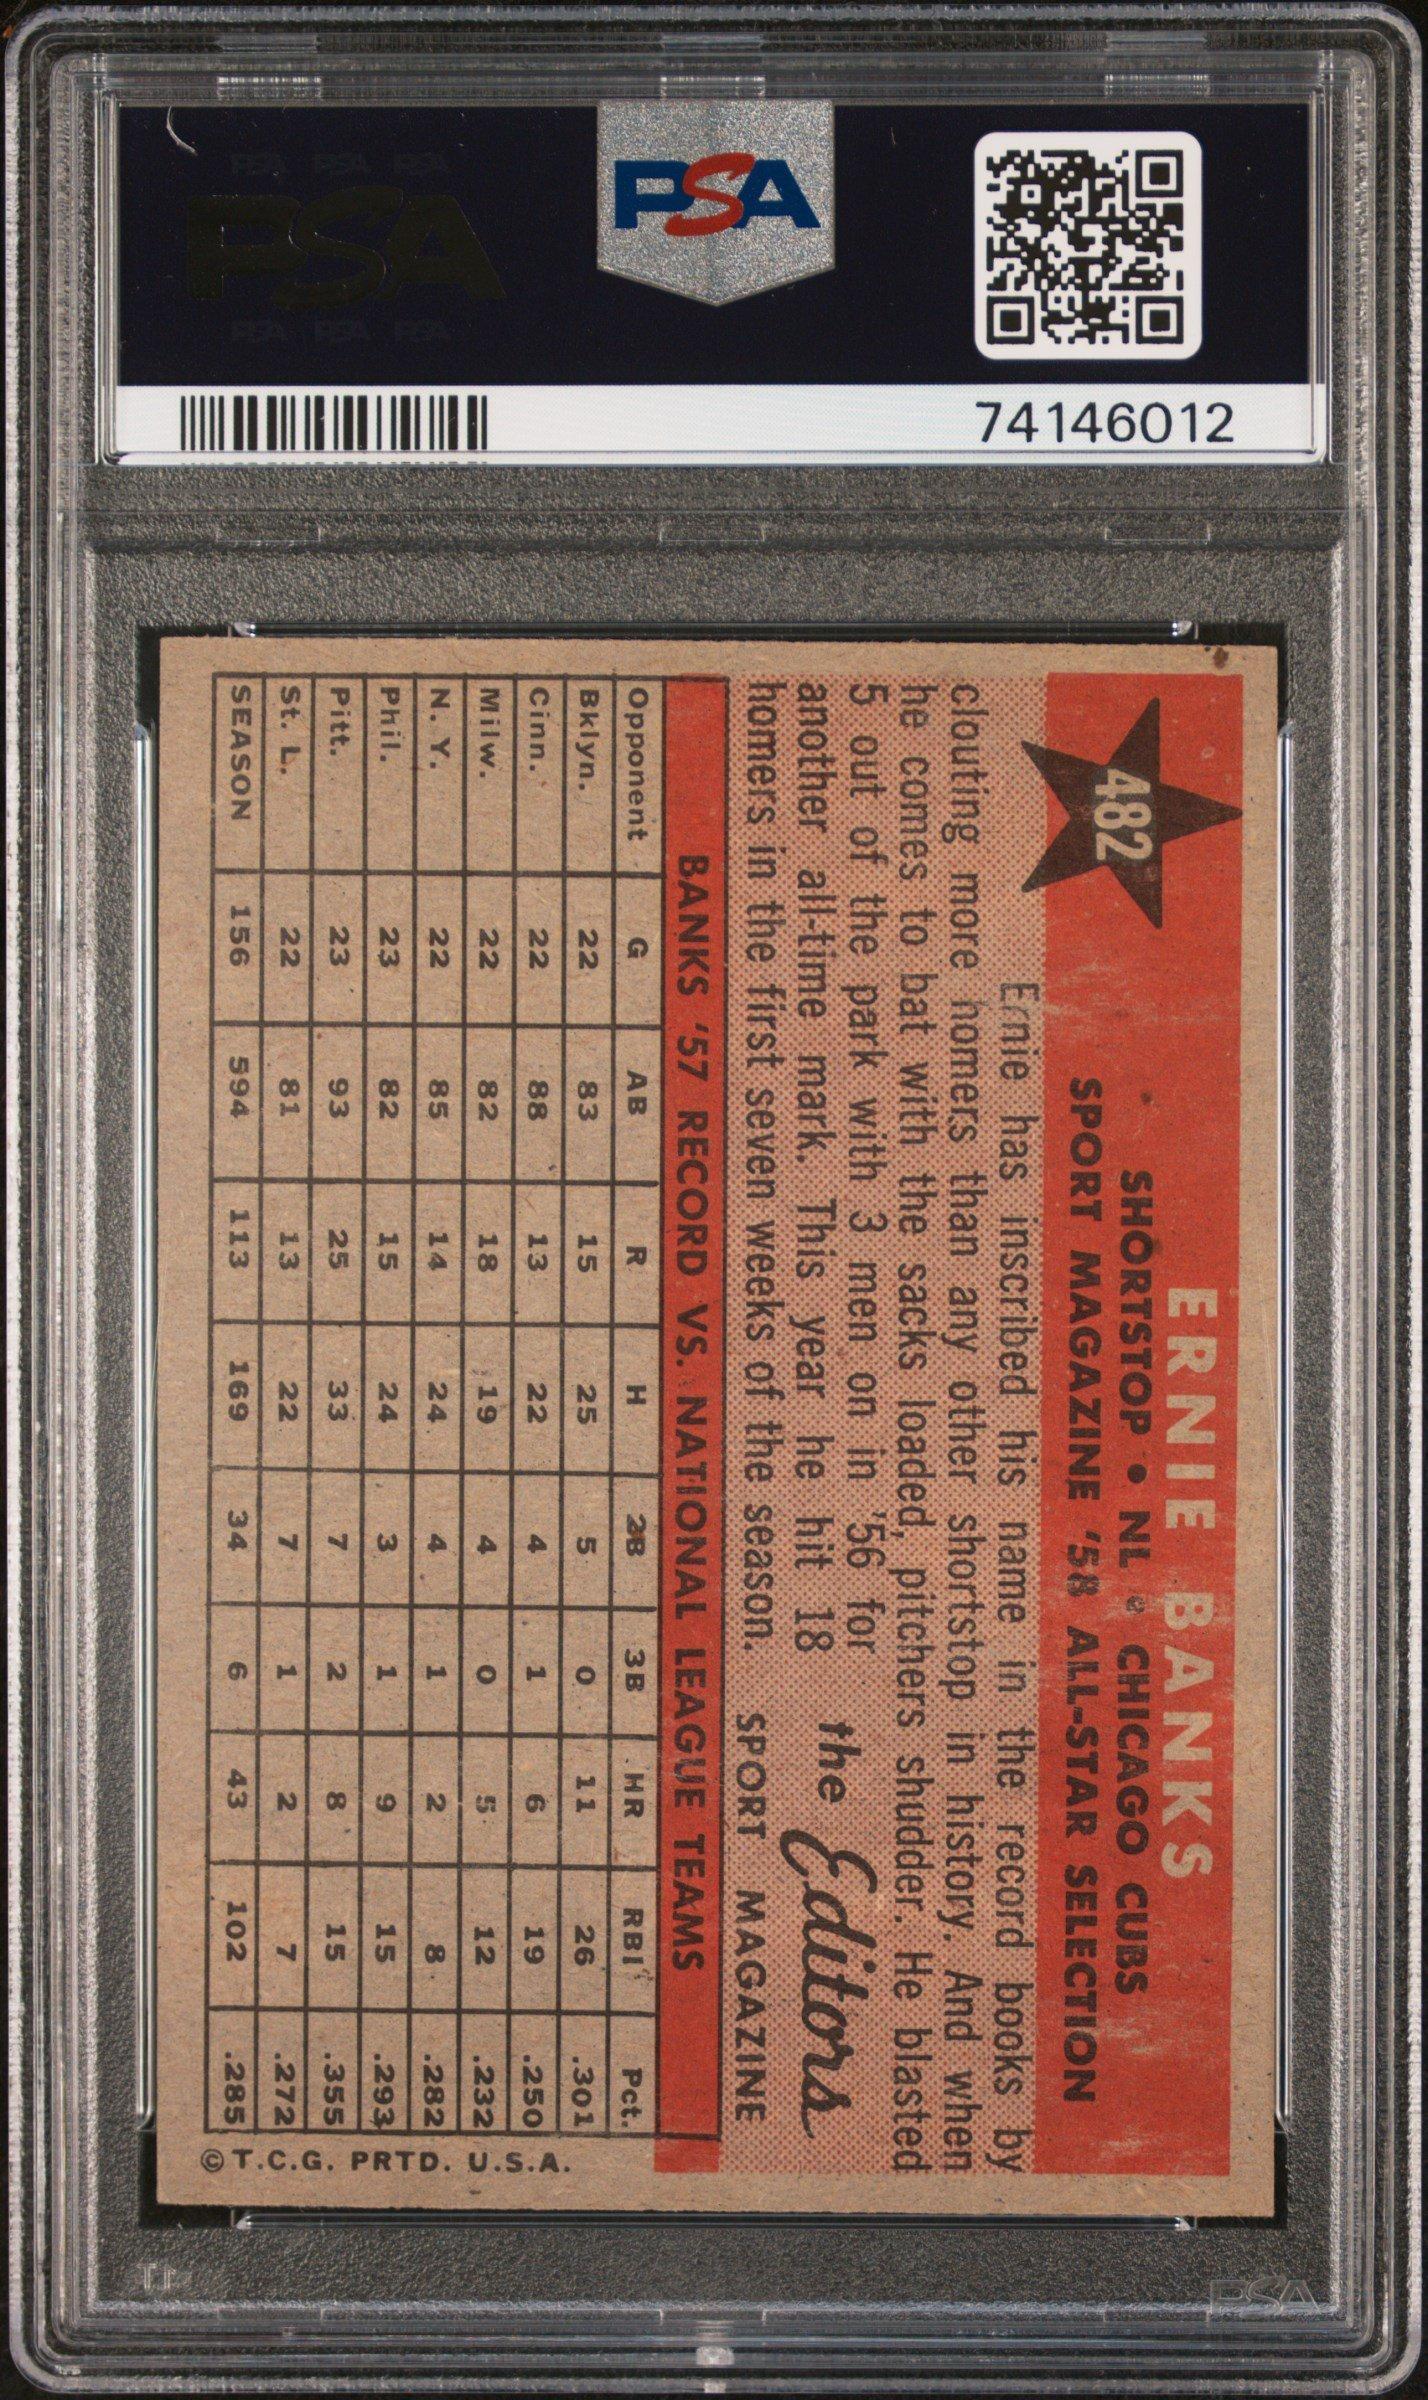 PSA PSA PSA
PSA
PSA PSA PSA
PSA
74146012
482
ERNIE BANKS
SHORTSTOP • NL • CHICAGO CUBS
SPORT MAGAZINE '58 ALL-STAR SELECTION
Ernie has inscribed his name in the record books by
clouting more homers than any other shortstop in history. And when
he comes to bat with the sacks loaded, pitchers shudder. He blasted
5 out of the park with 3 men on in '56 for
another all-time mark. This year he hit 18
homers in the first seven weeks of the season.
the Editors
SPORT MAGAZINE
BANKS '57 RECORD VS. NATIONAL LEAGUE TEAMS
Opponent G AB R H 2B 3B HR RBI Pct.
Bklyn. 22 83 15 25 5 0 11 26 .301
Cinn. 22 88 13 22 4 1 6 19 .250
Milw. 22 82 18 19 4 0 5 12 .232
N. Y. 22 85 14 24 4 1 2 8 .282
Phil. 23 82 15 24 3 1 9 15 .293
Pitt. 23 93 25 33 7 2 8 15 .355
St. L. 22 81 13 22 7 1 2 7 .272
SEASON 156 594 113 169 34 6 43 102 .285
© T.C.G. PRTD. U.S.A.
PSA